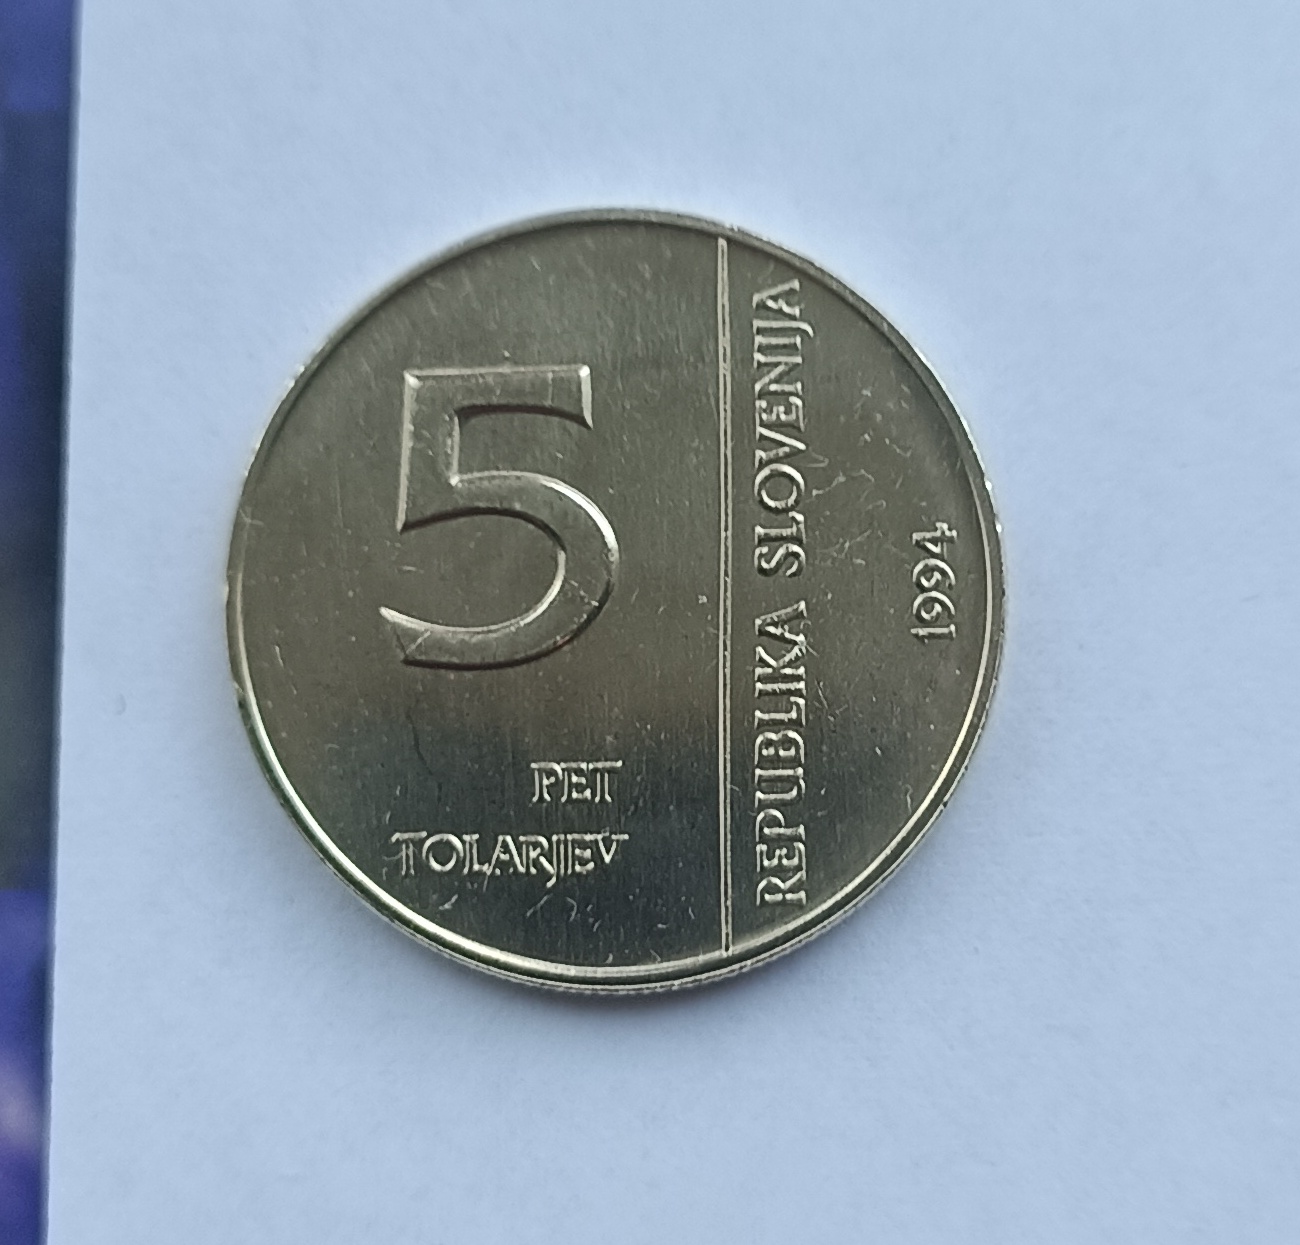 5
PET
TOLARJEV
REPUBLIKA SLOVENIJA
1994